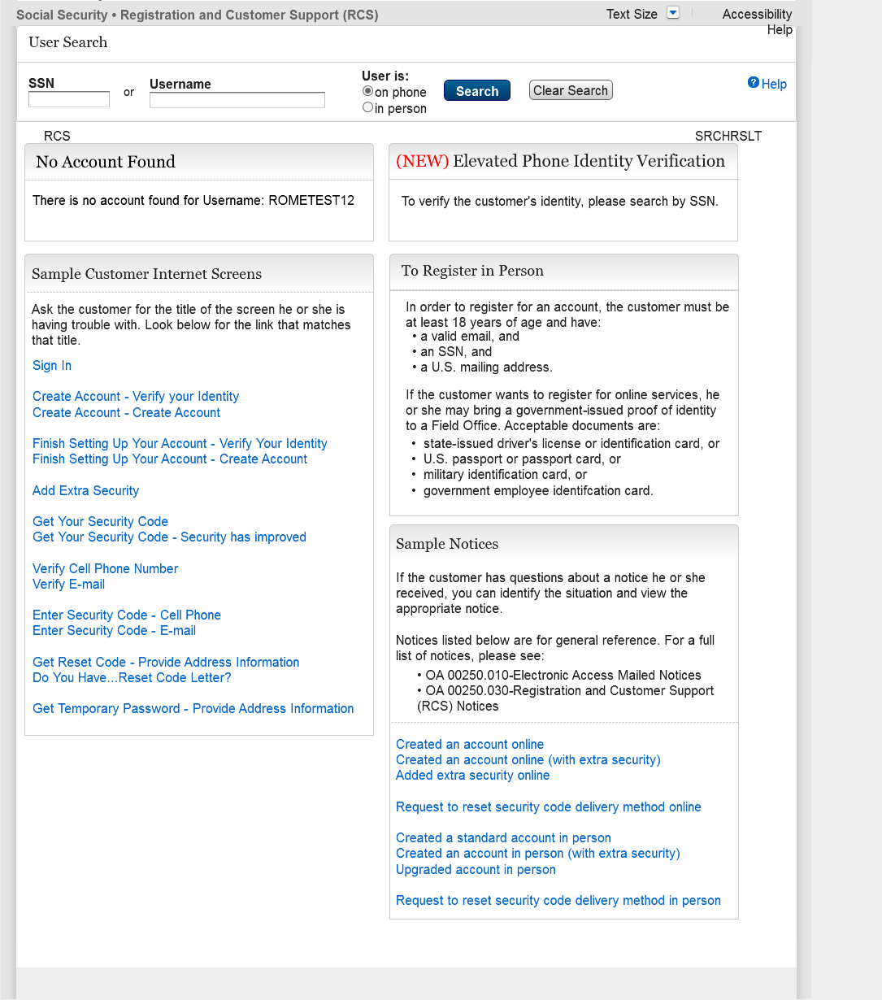 Social Security • Registration and Customer Support (RCS)
Text Size
Accessibility
Help
User Search
SSN
or
Username
User is:
on phone
in person
Search
Clear Search
Help
RCS
SRCHRSLT
No Account Found
There is no account found for Username: ROMETEST12
(NEW) Elevated Phone Identity Verification
To verify the customer's identity, please search by SSN.
Sample Customer Internet Screens
Ask the customer for the title of the screen he or she is
having trouble with. Look below for the link that matches
that title.
Sign In
Create Account - Verify your Identity
Create Account - Create Account
Finish Setting Up Your Account - Verify Your Identity
Finish Setting Up Your Account - Create Account
Add Extra Security
Get Your Security Code
Get Your Security Code - Security has improved
Verify Cell Phone Number
Verify E-mail
Enter Security Code - Cell Phone
Enter Security Code - E-mail
Get Reset Code - Provide Address Information
Do You Have...Reset Code Letter?
Get Temporary Password - Provide Address Information
To Register in Person
In order to register for an account, the customer must be
at least 18 years of age and have:
• a valid email, and
• an SSN, and
• a U.S. mailing address.
If the customer wants to register for online services, he
or she may bring a government-issued proof of identity
to a Field Office. Acceptable documents are:
• state-issued driver's license or identification card, or
• U.S. passport or passport card, or
• military identification card, or
• government employee identifcation card.
Sample Notices
If the customer has questions about a notice he or she
received, you can identify the situation and view the
appropriate notice.
Notices listed below are for general reference. For a full
list of notices, please see:
• OA 00250.010-Electronic Access Mailed Notices
• OA 00250.030-Registration and Customer Support
(RCS) Notices
Created an account online
Created an account online (with extra security)
Added extra security online
Request to reset security code delivery method online
Created a standard account in person
Created an account in person (with extra security)
Upgraded account in person
Request to reset security code delivery method in person